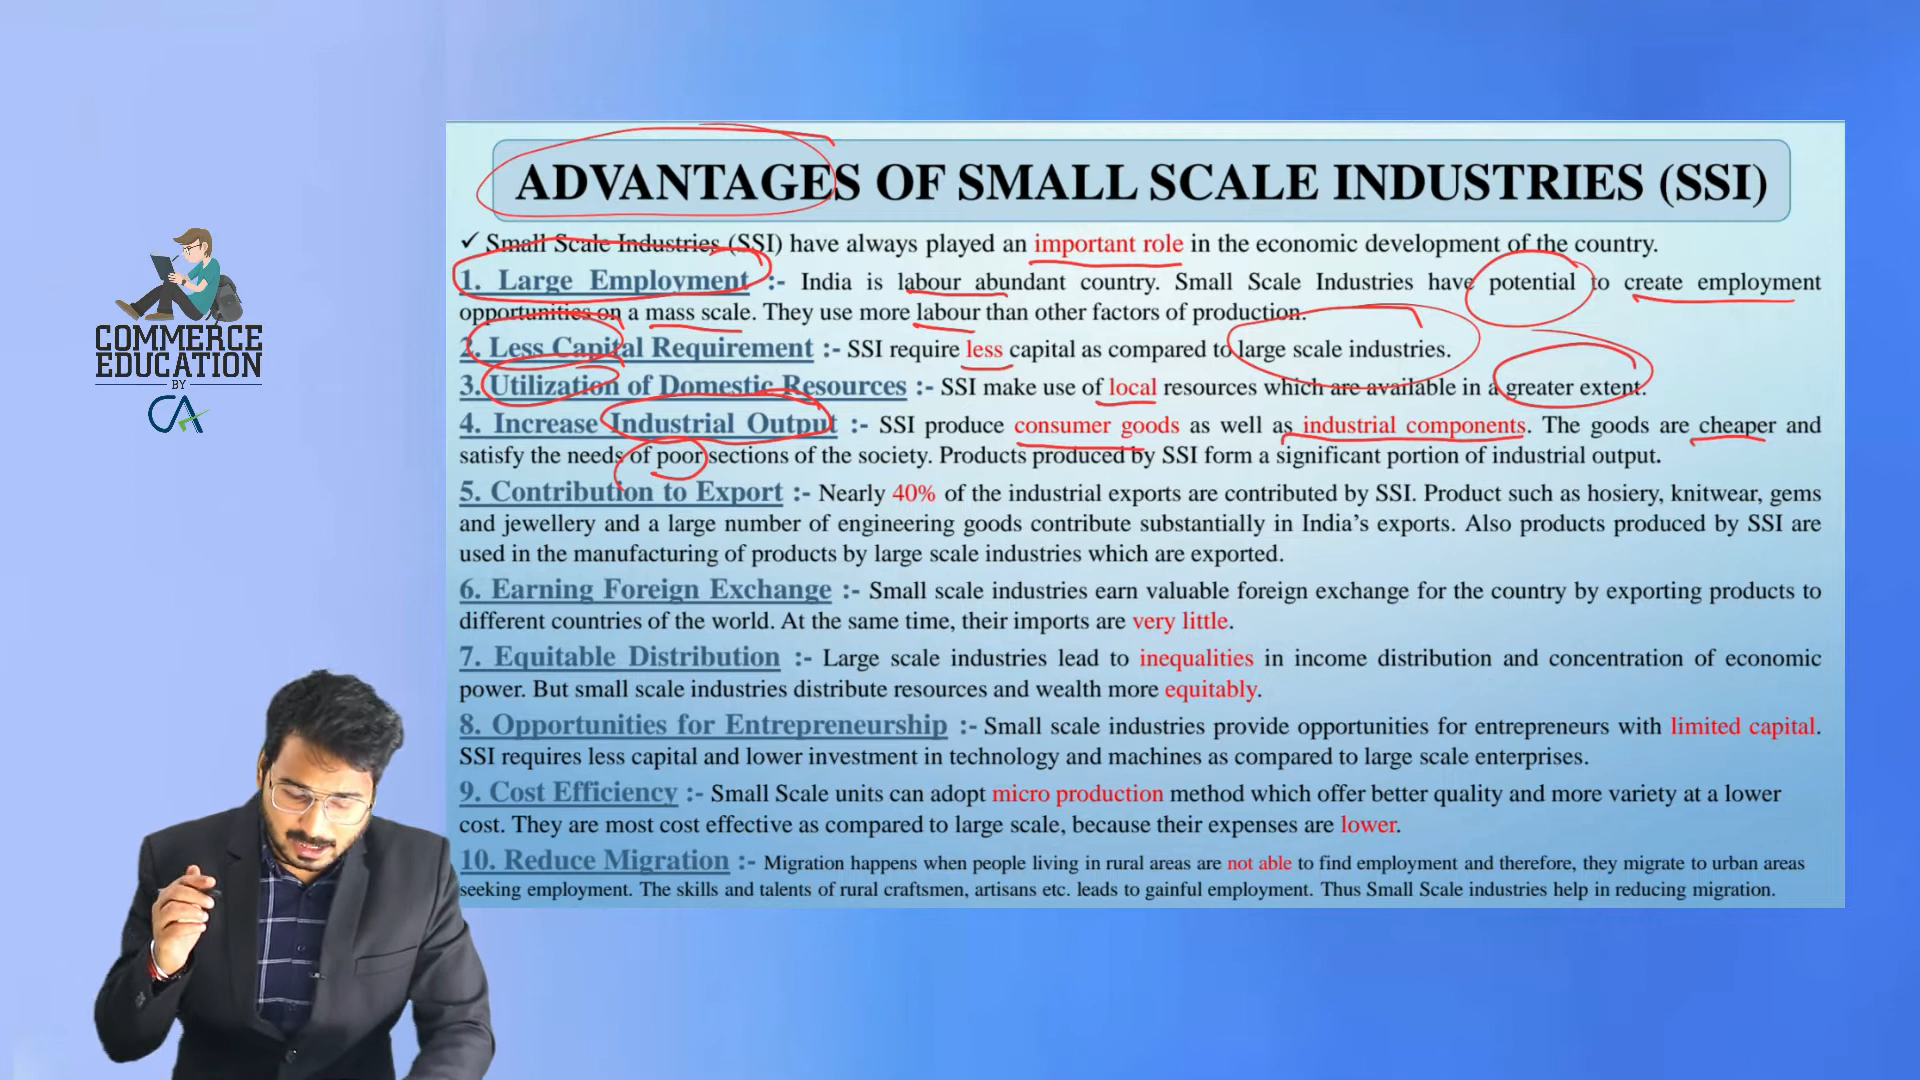 COMMERCE
EDUCATION
BY
CA
ADVANTAGES OF SMALL SCALE INDUSTRIES (SSI)
✓ Small Scale Industries (SSI) have always played an important role in the economic development of the country.
1. Large Employment :- India is labour abundant country. Small Scale Industries have potential to create employment
opportunities on a mass scale. They use more labour than other factors of production.
2. Less Capital Requirement :- SSI require less capital as compared to large scale industries.
3. Utilization of Domestic Resources :- SSI make use of local resources which are available in a greater extent.
4. Increase Industrial Output :- SSI produce consumer goods as well as industrial components. The goods are cheaper and
satisfy the needs of poor sections of the society. Products produced by SSI form a significant portion of industrial output.
5. Contribution to Export :- Nearly 40% of the industrial exports are contributed by SSI. Product such as hosiery, knitwear, gems
and jewellery and a large number of engineering goods contribute substantially in India’s exports. Also products produced by SSI are
used in the manufacturing of products by large scale industries which are exported.
6. Earning Foreign Exchange :- Small scale industries earn valuable foreign exchange for the country by exporting products to
different countries of the world. At the same time, their imports are very little.
7. Equitable Distribution :- Large scale industries lead to inequalities in income distribution and concentration of economic
power. But small scale industries distribute resources and wealth more equitably.
8. Opportunities for Entrepreneurship :- Small scale industries provide opportunities for entrepreneurs with limited capital.
SSI requires less capital and lower investment in technology and machines as compared to large scale enterprises.
9. Cost Efficiency :- Small Scale units can adopt micro production method which offer better quality and more variety at a lower
cost. They are most cost effective as compared to large scale, because their expenses are lower.
10. Reduce Migration :- Migration happens when people living in rural areas are not able to find employment and therefore, they migrate to urban areas
seeking employment. The skills and talents of rural craftsmen, artisans etc. leads to gainful employment. Thus Small Scale industries help in reducing migration.